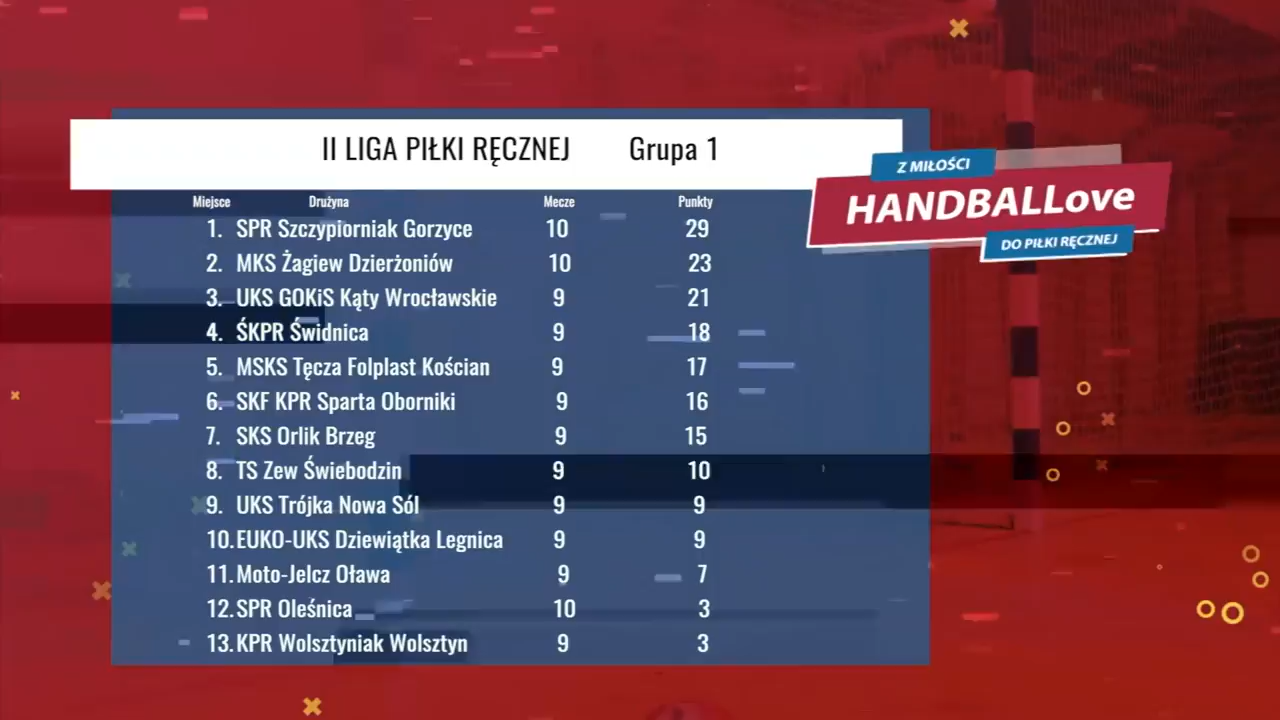 II LIGA PIŁKI RĘCZNEJ Grupa 1
Z MIŁOŚCI
HANDBALLove
DO PIŁKI RĘCZNEJ
Miejsce Drużyna Mecze Punkty
1. SPR Szczypiorniak Gorzyce 10 29
2. MKS Żagiew Dzierżoniów 10 23
3. UKS GOKiS Kąty Wrocławskie 9 21
4. ŚKPR Świdnica 9 18
5. MSKS Tęcza Folplast Kościan 9 17
6. SKF KPR Sparta Oborniki 9 16
7. SKS Orlik Brzeg 9 15
8. TS Zew Świebodzin 9 10
9. UKS Trójka Nowa Sól 9 9
10. EUKO-UKS Dziewiątka Legnica 9 9
11. Moto-Jelcz Oława 9 7
12. SPR Oleśnica 10 3
13. KPR Wolsztyniak Wolsztyn 9 3